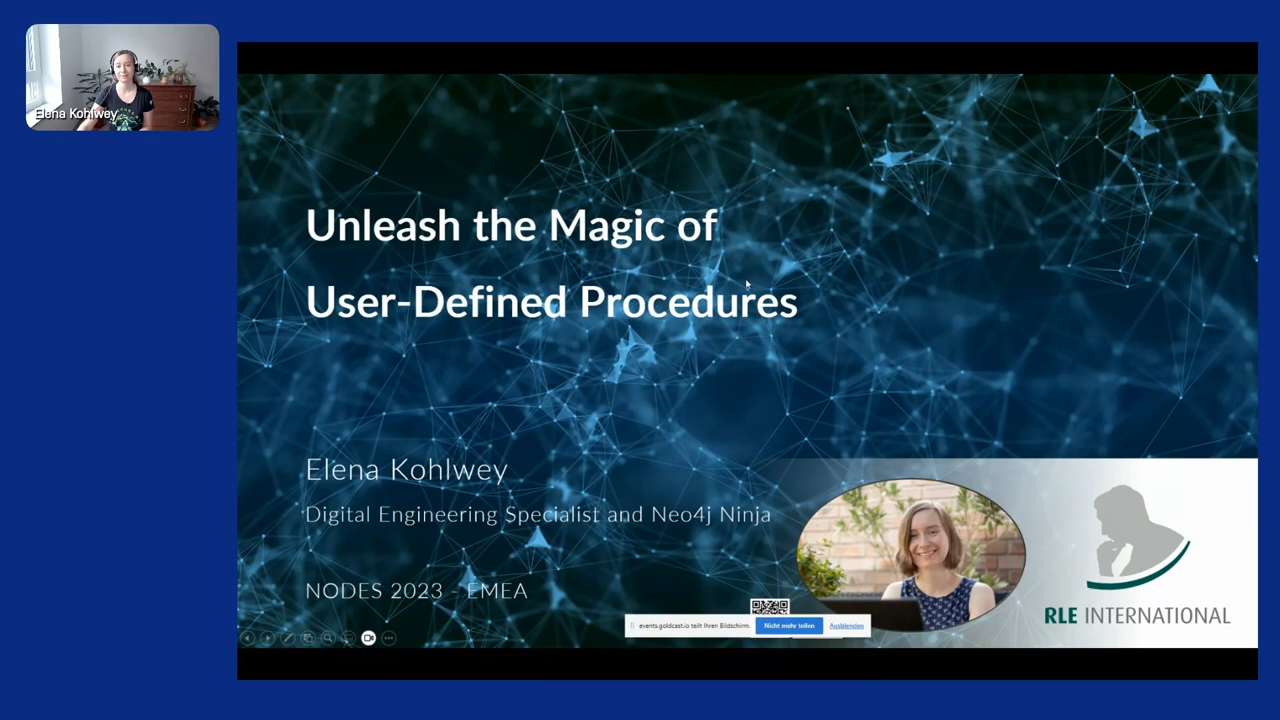 Elena Kohlwey
Unleash the Magic of
User-Defined Procedures
Elena Kohlwey
Digital Engineering Specialist and Neo4j Ninja
NODES 2023 - EMEA
events.goldcast.io teilt Ihren Bildschirm.
Nicht mehr teilen
Ausblenden
RLE INTERNATIONAL